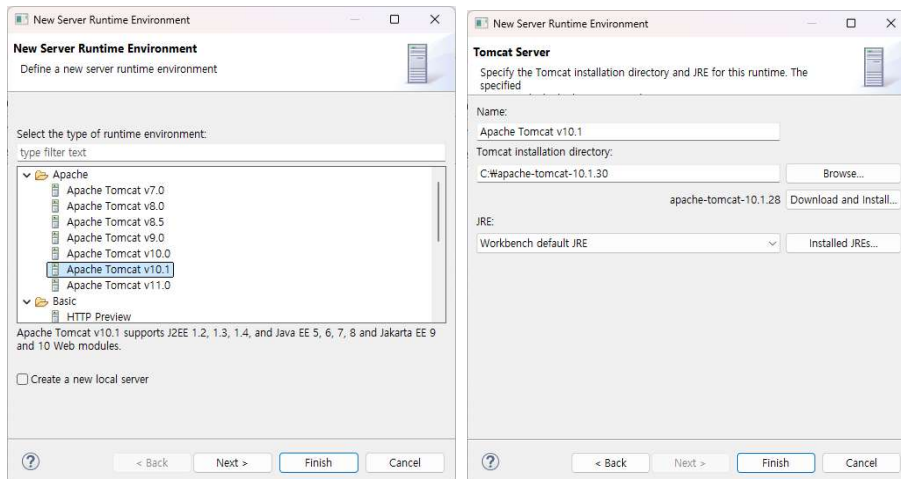 New Server Runtime Environment
New Server Runtime Environment
Define a new server runtime environment
Select the type of runtime environment:
type filter text
Apache
Apache Tomcat v7.0
Apache Tomcat v8.0
Apache Tomcat v8.5
Apache Tomcat v9.0
Apache Tomcat v10.0
Apache Tomcat v10.1
Apache Tomcat v11.0
Basic
HTTP Preview
Apache Tomcat v10.1 supports J2EE 1.2, 1.3, 1.4, and Java EE 5, 6, 7, 8 and Jakarta EE 9
and 10 Web modules.
Create a new local server
< Back
Next >
Finish
Cancel
New Server Runtime Environment
Tomcat Server
Specify the Tomcat installation directory and JRE for this runtime. The
specified
Name:
Apache Tomcat v10.1
Tomcat installation directory:
C:₩apache-tomcat-10.1.30
Browse...
apache-tomcat-10.1.28
Download and Install...
JRE:
Workbench default JRE
Installed JREs...
< Back
Next >
Finish
Cancel